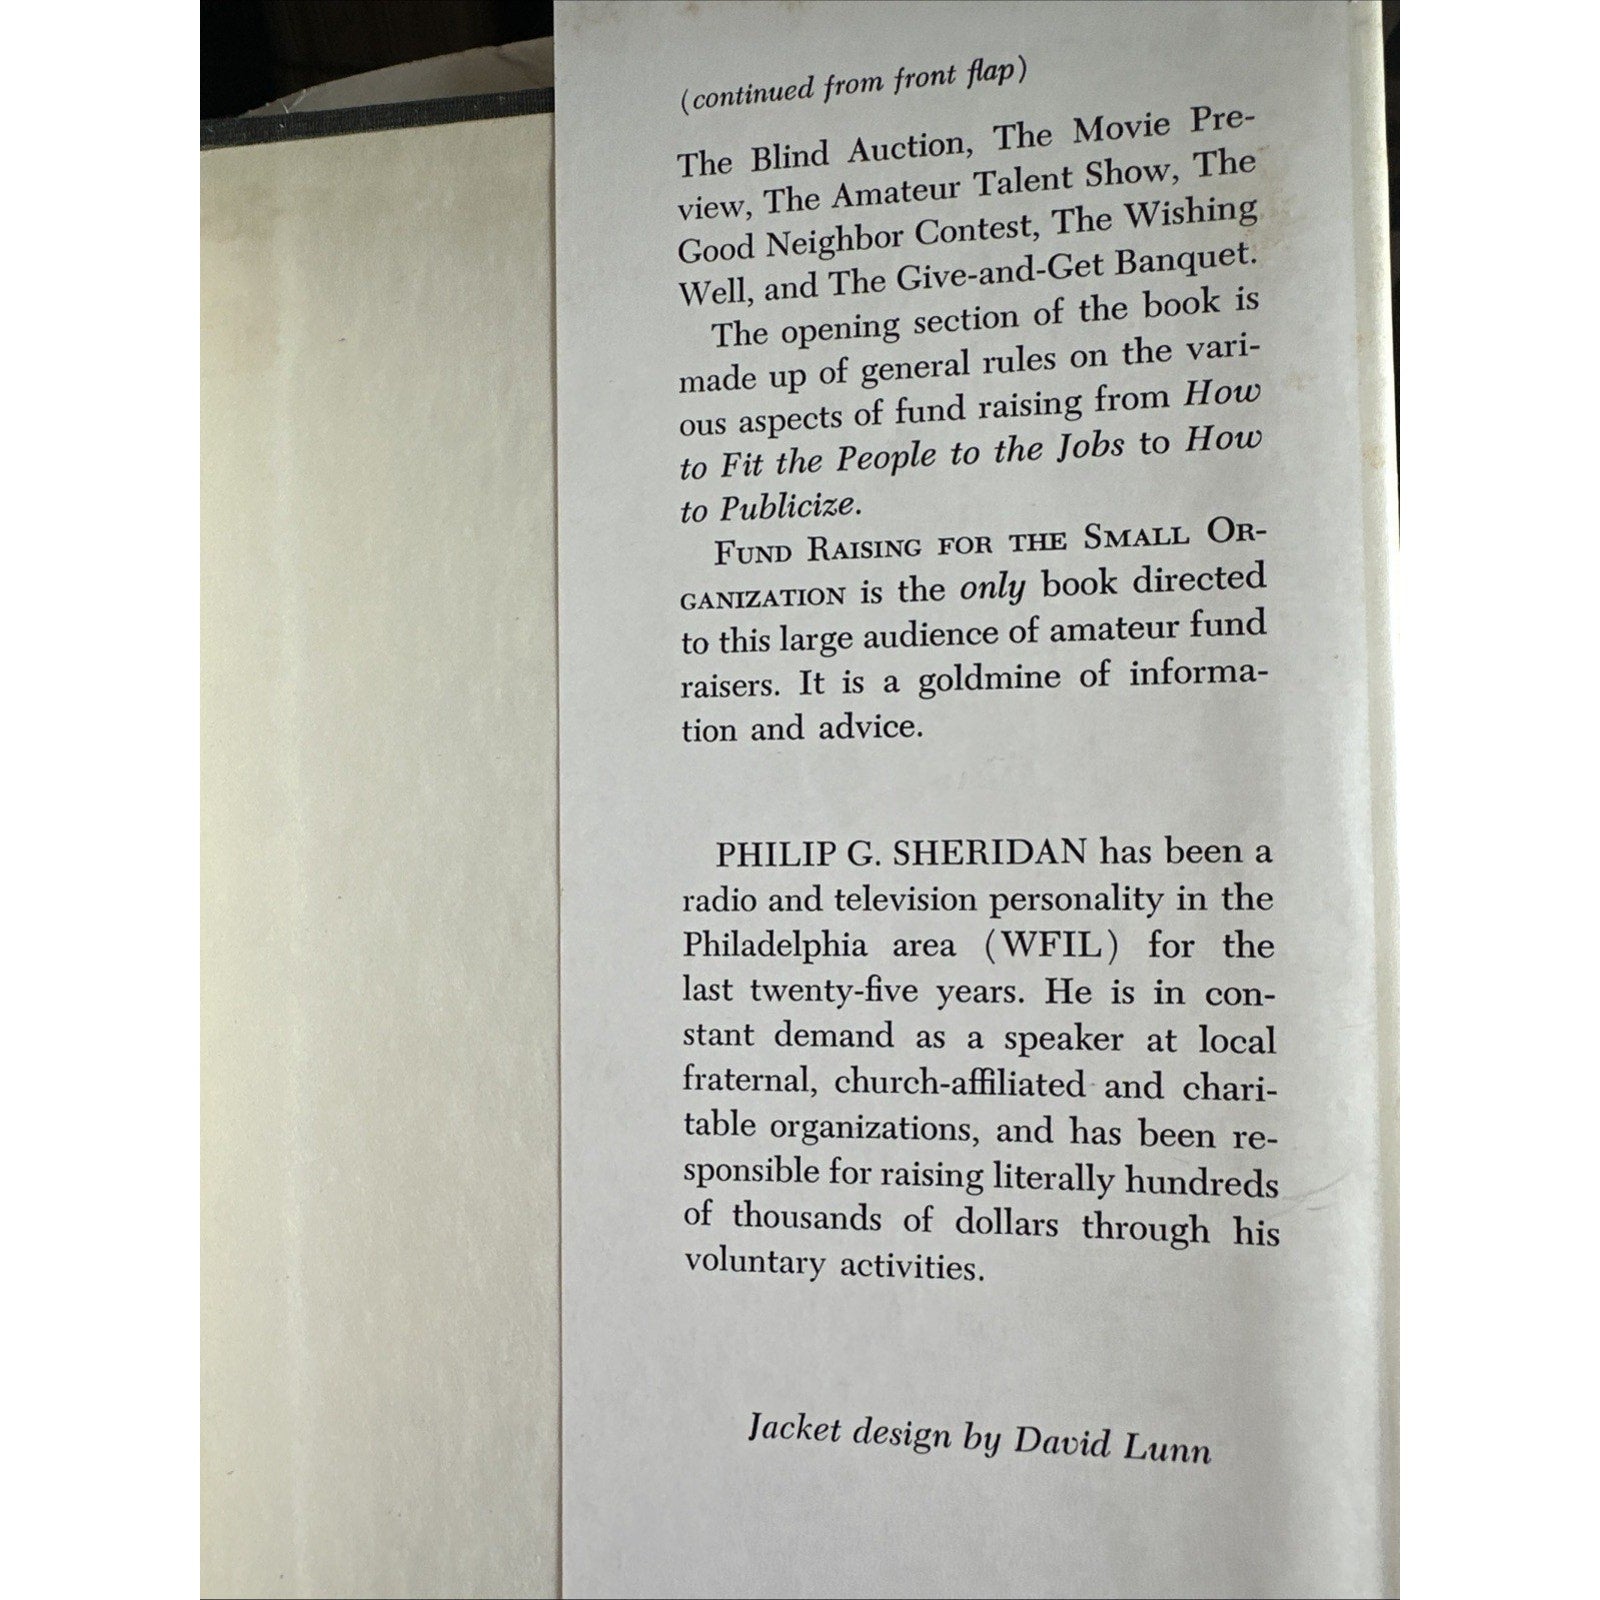 (continued from front flap)
The Blind Auction, The Movie Pre-
view, The Amateur Talent Show, The
Good Neighbor Contest, The Wishing
Well, and The Give-and-Get Banquet.
The opening section of the book is
made up of general rules on the vari-
ous aspects of fund raising from How
to Fit the People to the Jobs to How
to Publicize.
FUND RAISING FOR THE SMALL OR-
GANIZATION is the only book directed
to this large audience of amateur fund
raisers. It is a goldmine of informa-
tion and advice.
PHILIP G. SHERIDAN has been a
radio and television personality in the
Philadelphia area (WFIL) for the
last twenty-five years. He is in con-
stant demand as a speaker at local
fraternal, church-affiliated and chari-
table organizations, and has been re-
sponsible for raising literally hundreds
of thousands of dollars through his
voluntary activities.
Jacket design by David Lunn